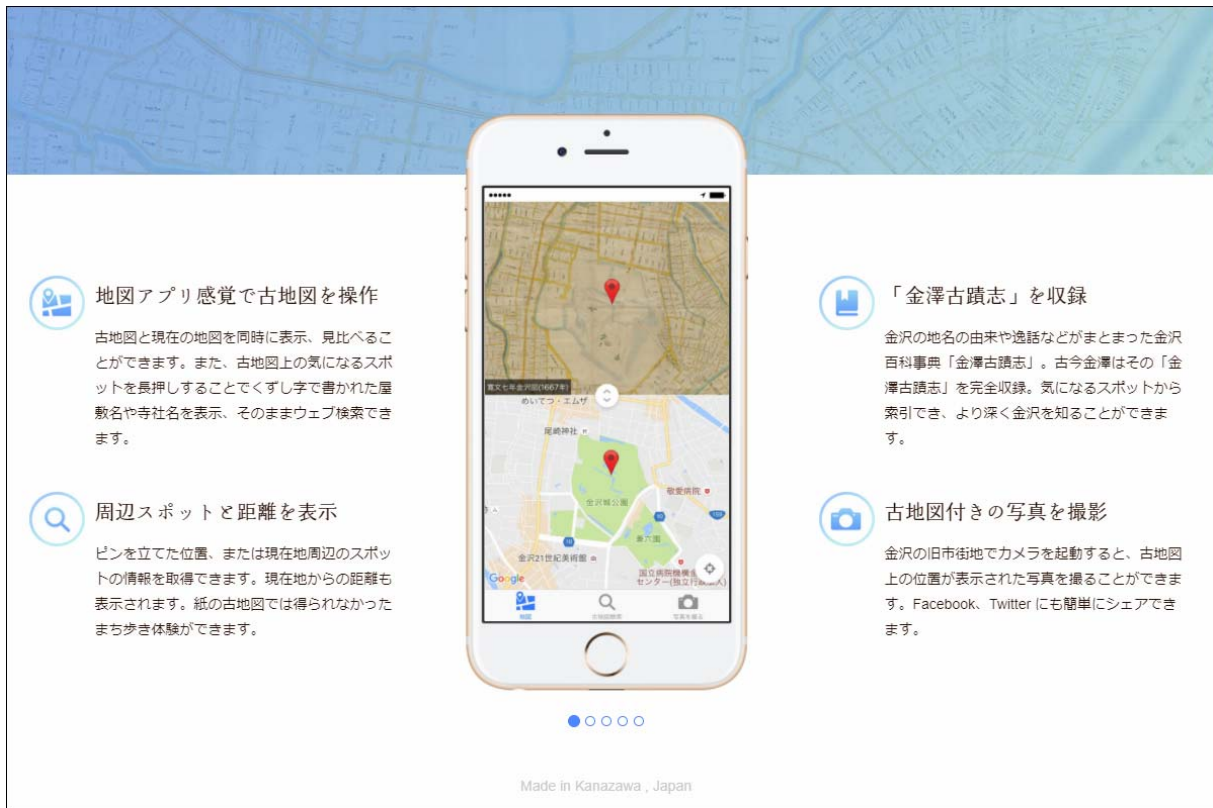 地図アプリ感覚で古地図を操作
古地図と現在の地図を同時に表示、見比べるこ
とができます。また、古地図上の気になるスポ
ットを長押しすることでくずし字で書かれた屋
敷名や寺社名を表示、そのままウェブ検索でき
ます。
周辺スポットと距離を表示
ピンを立てた位置、または現在地周辺のスポッ
トの情報を取得できます。現在地からの距離も
表示されます。紙の古地図では得られなかった
まち歩き体験ができます。
寛文七年金沢図(1667年)
めいてつ・エムザ
尾崎神社
金沢城公園
敬愛病院
兼六園
金沢21世紀美術館
国立病院機構金
センター(独立行政法人)
Google
地図
写真を撮る
「金澤古蹟志」を収録
金沢の地名の由来や逸話などがまとまった金沢
百科事典「金澤古蹟志」。古今金澤はその「金
澤古蹟志」を完全収録。気になるスポットから
索引でき、より深く金沢を知ることができま
す。
古地図付きの写真を撮影
金沢の旧市街地でカメラを起動すると、古地図
上の位置が表示された写真を撮ることができま
す。Facebook、Twitter にも簡単にシェアでき
ます。
Made in Kanazawa , Japan